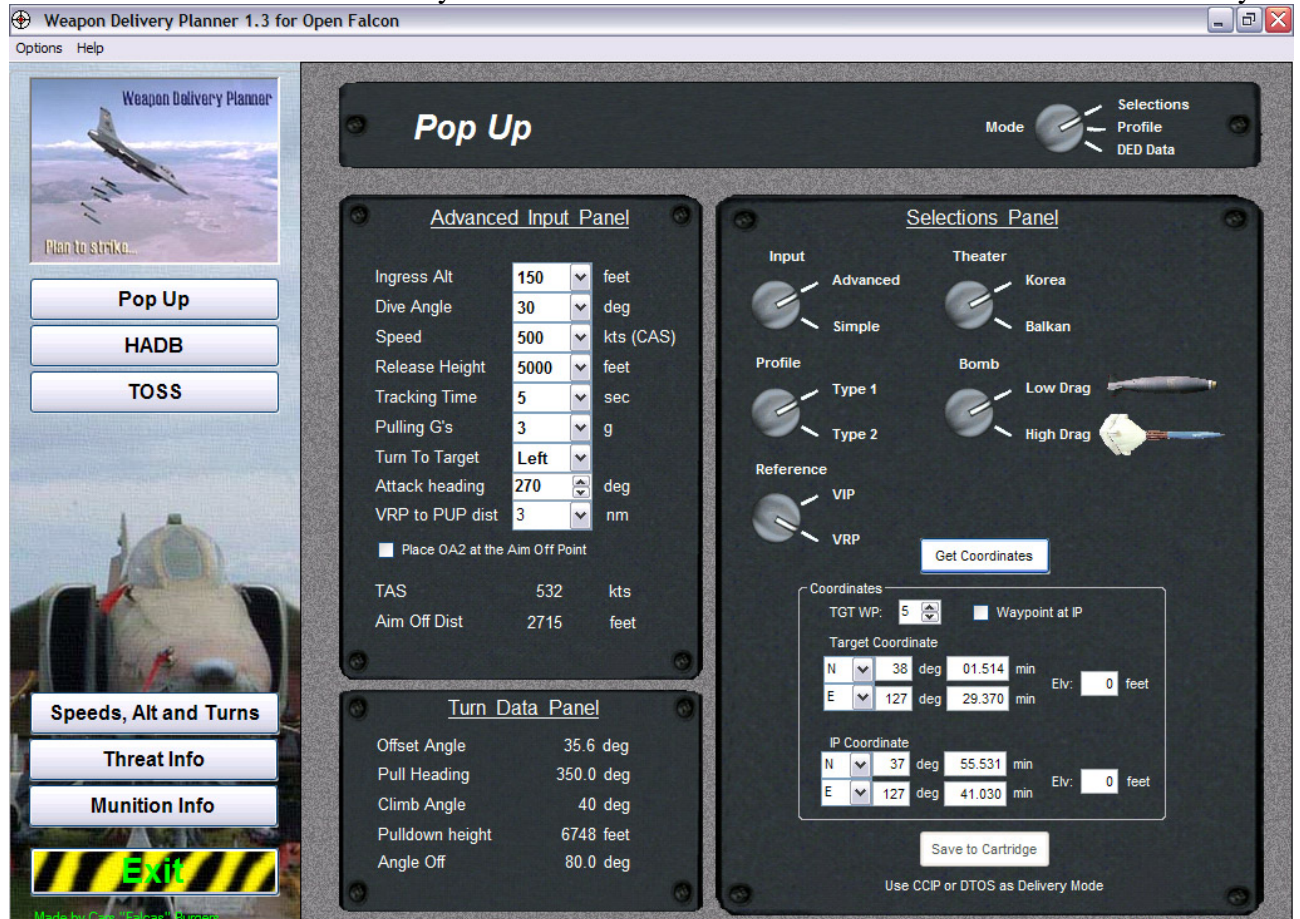 Weapon Delivery Planner 1.3 for Open Falcon
Options Help
Weapon Delivery Planner
Plan to strike...
Pop Up
HADB
TOSS
Speeds, Alt and Turns
Threat Info
Munition Info
Exit
Made by Cam "Falcas" Burgers
Pop Up
Mode
Selections
Profile
DED Data
Advanced Input Panel
Ingress Alt 150 feet
Dive Angle 30 deg
Speed 500 kts (CAS)
Release Height 5000 feet
Tracking Time 5 sec
Pulling G's 3 g
Turn To Target Left
Attack heading 270 deg
VRP to PUP dist 3 nm
Place OA2 at the Aim Off Point
TAS 532 kts
Aim Off Dist 2715 feet
Turn Data Panel
Offset Angle 35.6 deg
Pull Heading 350.0 deg
Climb Angle 40 deg
Pulldown height 6748 feet
Angle Off 80.0 deg
Selections Panel
Input
Advanced
Simple
Theater
Korea
Balkan
Profile
Type 1
Type 2
Bomb
Low Drag
High Drag
Reference
VIP
VRP
Get Coordinates
Coordinates
TGT WP: 5 Waypoint at IP
Target Coordinate
N 38 deg 01.514 min
E 127 deg 29.370 min
Elv: 0 feet
IP Coordinate
N 37 deg 55.531 min
E 127 deg 41.030 min
Elv: 0 feet
Save to Cartridge
Use CCIP or DTOS as Delivery Mode